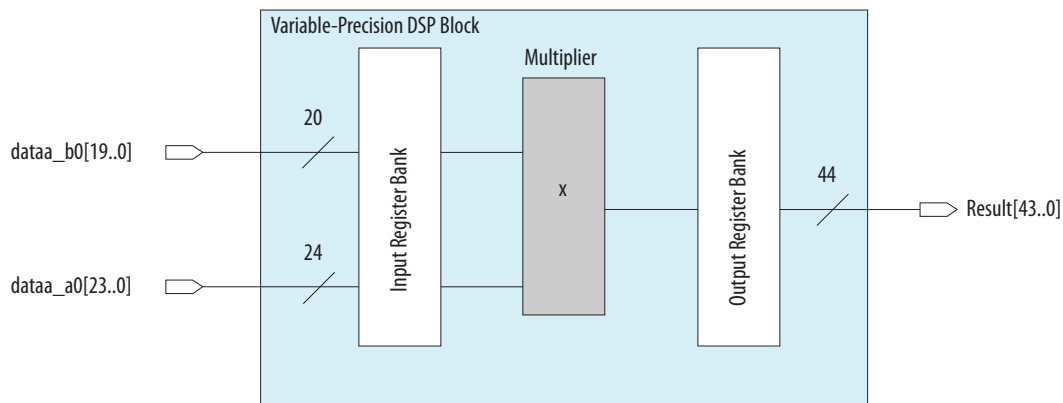 Variable-Precision DSP Block
Multiplier
20
dataa_b0[19..0]
44
x
Result[43..0]
Input Register Bank
Output Register Bank
24
dataa_a0[23..0]